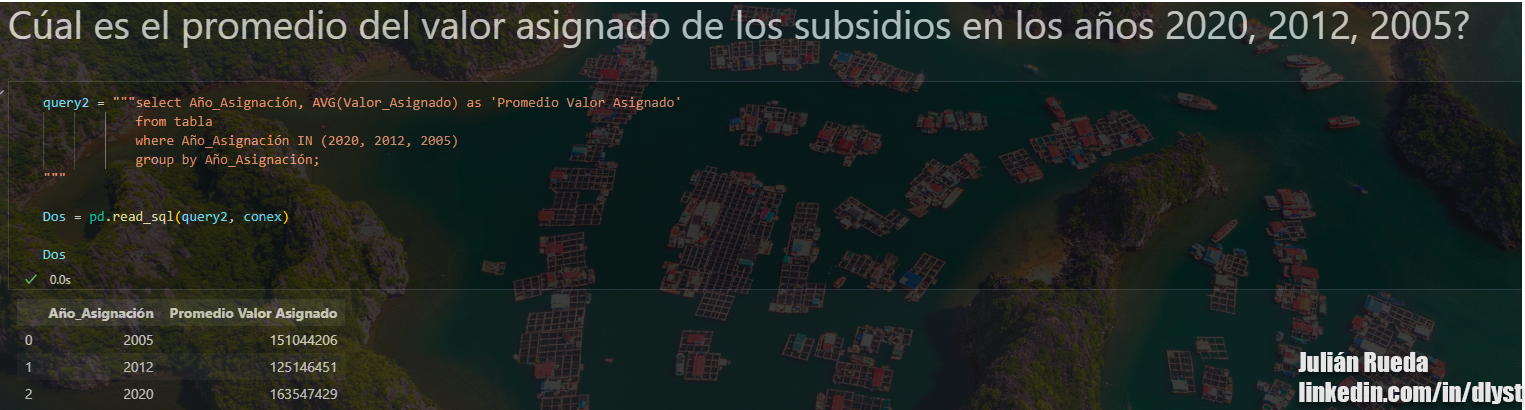 Cúal es el promedio del valor asignado de los subsidios en los años 2020, 2012, 2005?
query2 = """select Año_Asignación, AVG(Valor_Asignado) as 'Promedio Valor Asignado'
from tabla
where Año_Asignación IN (2020, 2012, 2005)
group by Año_Asignación;
"""
Dos = pd.read_sql(query2, conex)
Dos
0.0s
Año_Asignación Promedio Valor Asignado
0 2005 151044206
1 2012 125146451
2 2020 163547429
Julián Rueda
linkedin.com/in/dlyst